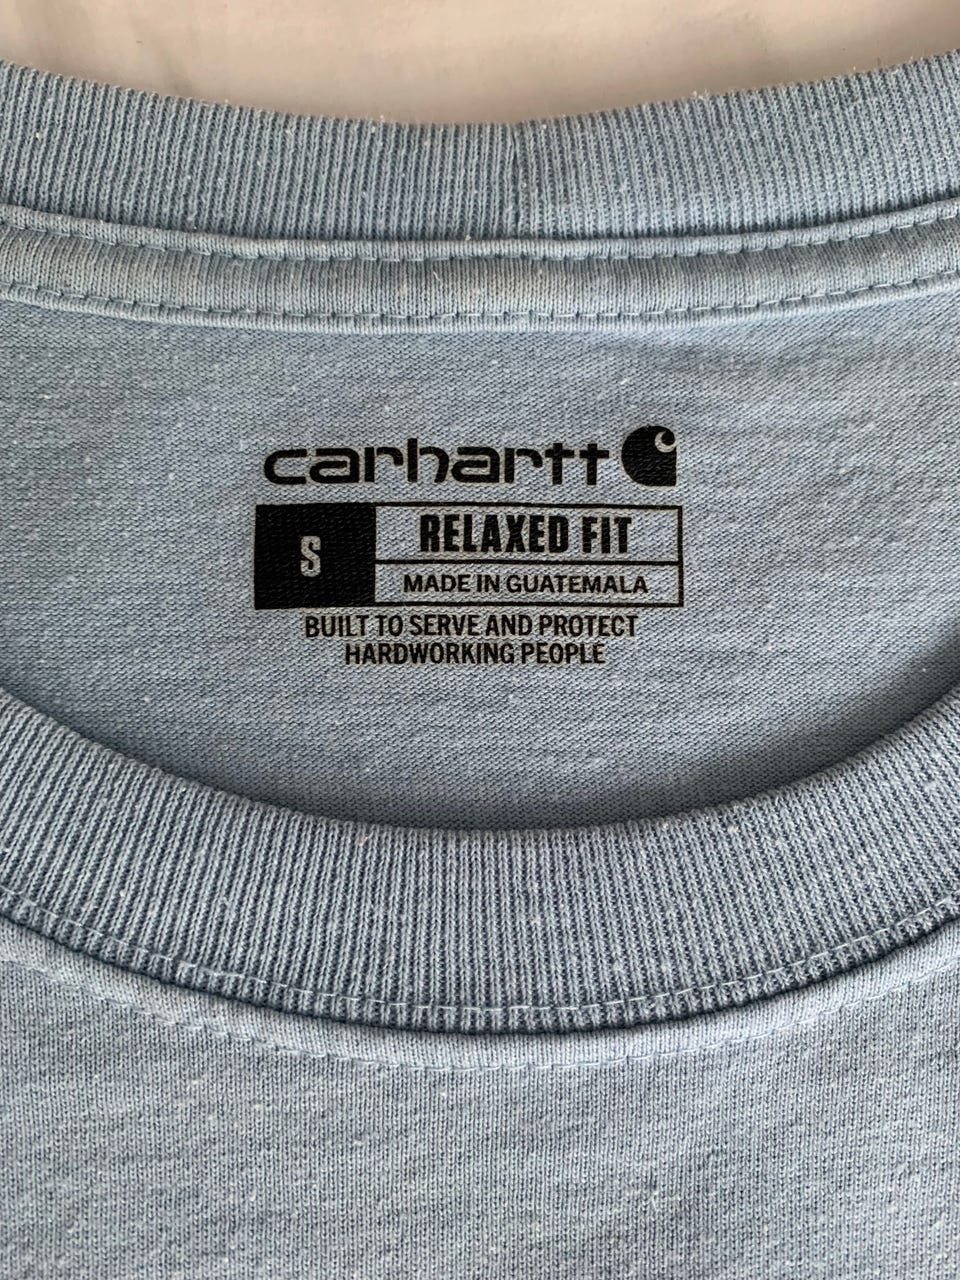 carhartt
S
RELAXED FIT
MADE IN GUATEMALA
BUILT TO SERVE AND PROTECT
HARDWORKING PEOPLE